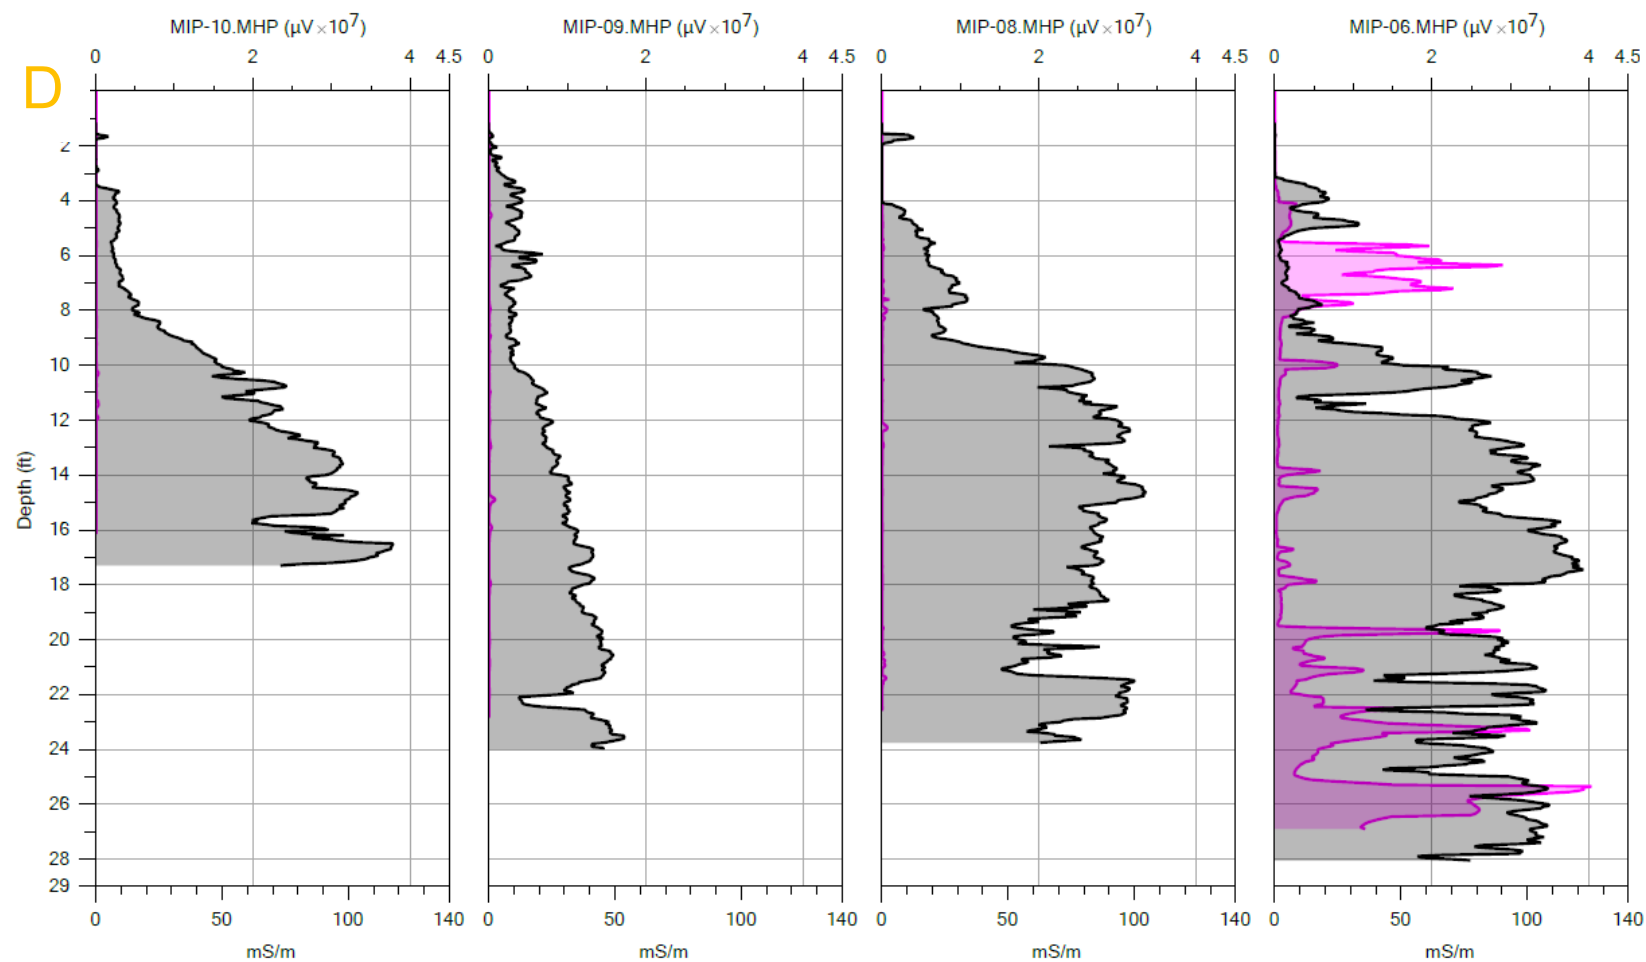 MIP-10.MHP (µV×10⁷) MIP-09.MHP (µV×10⁷) MIP-08.MHP (µV×10⁷) MIP-06.MHP (µV×10⁷)
0 2 4 4.5 0 2 4 4.5 0 2 4 4.5 0 2 4 4.5
D
2
4
6
8
10
12
14
Depth (ft)
16
18
20
22
24
26
28
29
0 50 100 140 0 50 100 140 0 50 100 140 0 50 100 140
mS/m mS/m mS/m mS/m